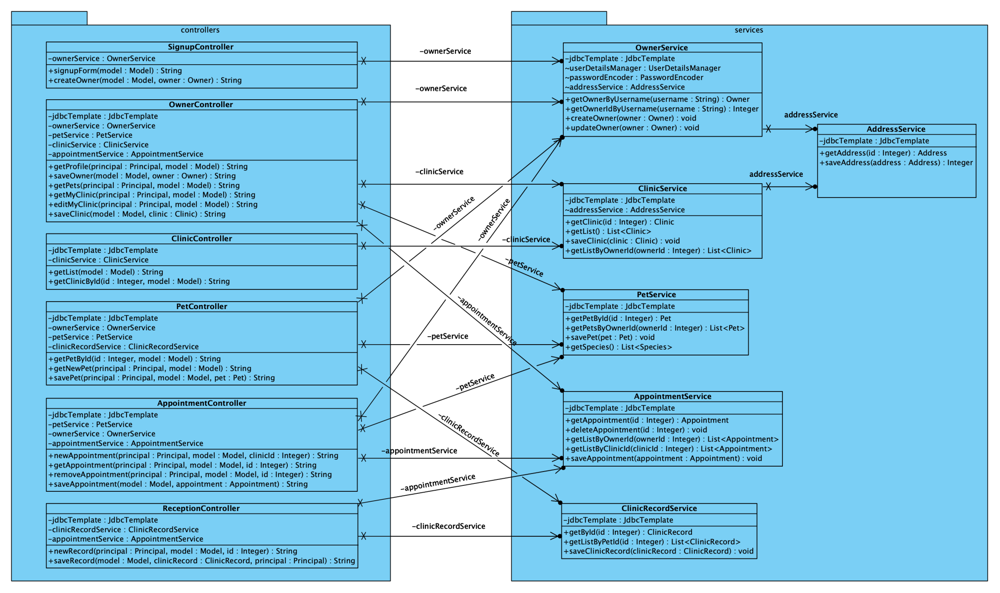 controllers
SignupController
-ownerService : OwnerService
+signupForm(model : Model) : String
+createOwner(model : Model, owner : Owner) : String
OwnerController
-jdbcTemplate : JdbcTemplate
-ownerService : OwnerService
-petService : PetService
-clinicService : ClinicService
-appointmentService : AppointmentService
+getProfile(principal : Principal, model : Model) : String
+saveOwner(model : Model, owner : Owner) : String
+getPets(principal : Principal, model : Model) : String
+getMyClinic(principal : Principal, model : Model) : String
+editMyClinic(principal : Principal, model : Model) : String
+saveClinic(model : Model, clinic : Clinic) : String
ClinicController
-jdbcTemplate : JdbcTemplate
-clinicService : ClinicService
+getList(model : Model) : String
+getClinicById(id : Integer, model : Model) : String
PetController
-jdbcTemplate : JdbcTemplate
-ownerService : OwnerService
-petService : PetService
-clinicRecordService : ClinicRecordService
+getPetById(id : Integer, model : Model) : String
+getNewPet(principal : Principal, model : Model) : String
+savePet(principal : Principal, model : Model, pet : Pet) : String
AppointmentController
-jdbcTemplate : JdbcTemplate
-petService : PetService
-ownerService : OwnerService
-appointmentService : AppointmentService
+newAppointment(principal : Principal, model : Model, clinicId : Integer) : String
+getAppointment(principal : Principal, model : Model, id : Integer) : String
+removeAppointment(principal : Principal, model : Model, id : Integer) : String
+saveAppointment(model : Model, appointment : Appointment) : String
ReceptionController
-jdbcTemplate : JdbcTemplate
-clinicRecordService : ClinicRecordService
-appointmentService : AppointmentService
+newRecord(principal : Principal, model : Model, id : Integer) : String
+saveRecord(model : Model, clinicRecord : ClinicRecord, principal : Principal) : String
-ownerService
-ownerService
-clinicService
-ownerService
-ownerService
-clinicService
-petService
-appointmentService
-petService
-petService
-clinicRecordService
-appointmentService
-appointmentService
-clinicRecordService
services
OwnerService
-jdbcTemplate : JdbcTemplate
~userDetailsManager : UserDetailsManager
~passwordEncoder : PasswordEncoder
~addressService : AddressService
+getOwnerByUsername(username : String) : Owner
+getOwnerIdByUsername(username : String) : Integer
+createOwner(owner : Owner) : void
+updateOwner(owner : Owner) : void
addressService
AddressService
-jdbcTemplate : JdbcTemplate
+getAddress(id : Integer) : Address
+saveAddress(address : Address) : Integer
addressService
ClinicService
-jdbcTemplate : JdbcTemplate
~addressService : AddressService
+getClinic(id : Integer) : Clinic
+getList() : List<Clinic>
+saveClinic(clinic : Clinic) : void
+getListByOwnerId(ownerId : Integer) : List<Clinic>
PetService
-jdbcTemplate : JdbcTemplate
+getPetById(id : Integer) : Pet
+getPetsByOwnerId(ownerId : Integer) : List<Pet>
+savePet(pet : Pet) : void
+getSpecies() : List<Species>
AppointmentService
-jdbcTemplate : JdbcTemplate
+getAppointment(id : Integer) : Appointment
+deleteAppointment(id : Integer) : void
+getListByOwnerId(ownerId : Integer) : List<Appointment>
+getListByClinicId(clinicId : Integer) : List<Appointment>
+saveAppointment(appointment : Appointment) : void
ClinicRecordService
-jdbcTemplate : JdbcTemplate
+getById(id : Integer) : ClinicRecord
+getListByPetId(id : Integer) : List<ClinicRecord>
+saveClinicRecord(clinicRecord : ClinicRecord) : void